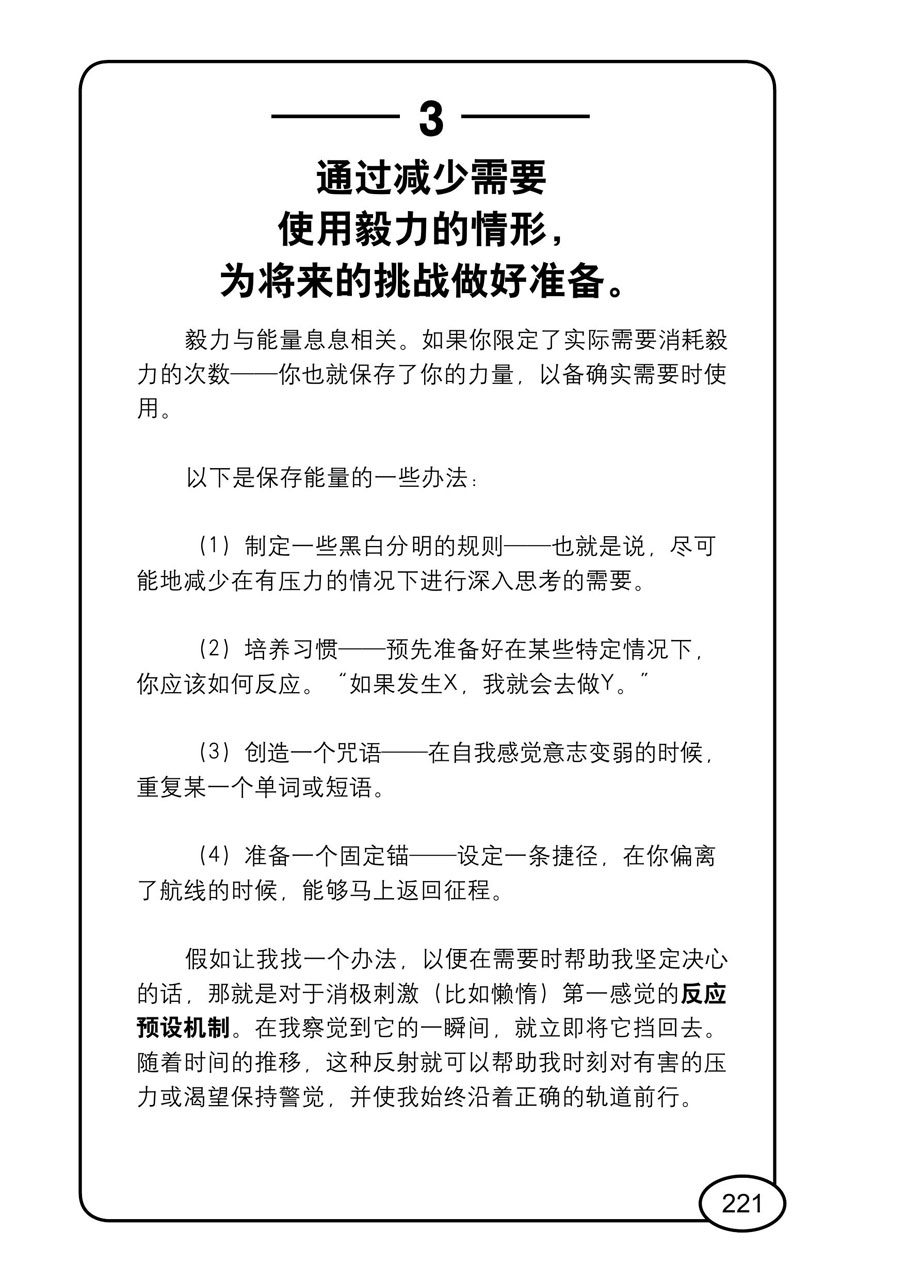 3
通过减少需要
使用毅力的情形，
为将来的挑战做好准备。
毅力与能量息息相关。如果你限定了实际需要消耗毅
力的次数——你也就保存了你的力量，以备确实需要时使
用。
以下是保存能量的一些办法：
（1）制定一些黑白分明的规则——也就是说，尽可
能地减少在有压力的情况下进行深入思考的需要。
（2）培养习惯——预先准备好在某些特定情况下，
你应该如何反应。“如果发生X，我就会去做Y。”
（3）创造一个咒语——在自我感觉意志变弱的时候，
重复某一个单词或短语。
（4）准备一个固定锚——设定一条捷径，在你偏离
了航线的时候，能够马上返回征程。
假如让我找一个办法，以便在需要时帮助我坚定决心
的话，那就是对于消极刺激（比如懒惰）第一感觉的反应
预设机制。在我察觉到它的一瞬间，就立即将它挡回去。
随着时间的推移，这种反射就可以帮助我时刻对有害的压
力或渴望保持警觉，并使我始终沿着正确的轨道前行。
221